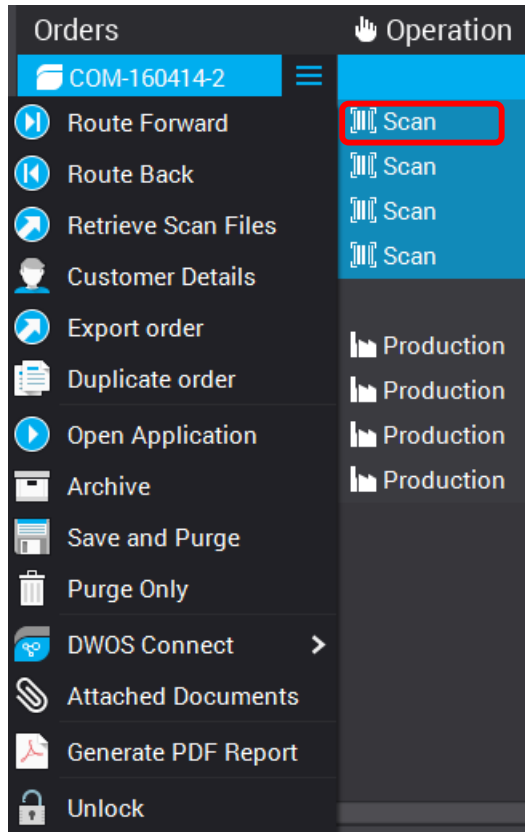 Orders
Operation
COM-160414-2
Route Forward
Scan
Route Back
Scan
Retrieve Scan Files
Scan
Customer Details
Scan
Export order
Production
Duplicate order
Production
Open Application
Production
Archive
Production
Save and Purge
Purge Only
DWOS Connect
Attached Documents
Generate PDF Report
Unlock